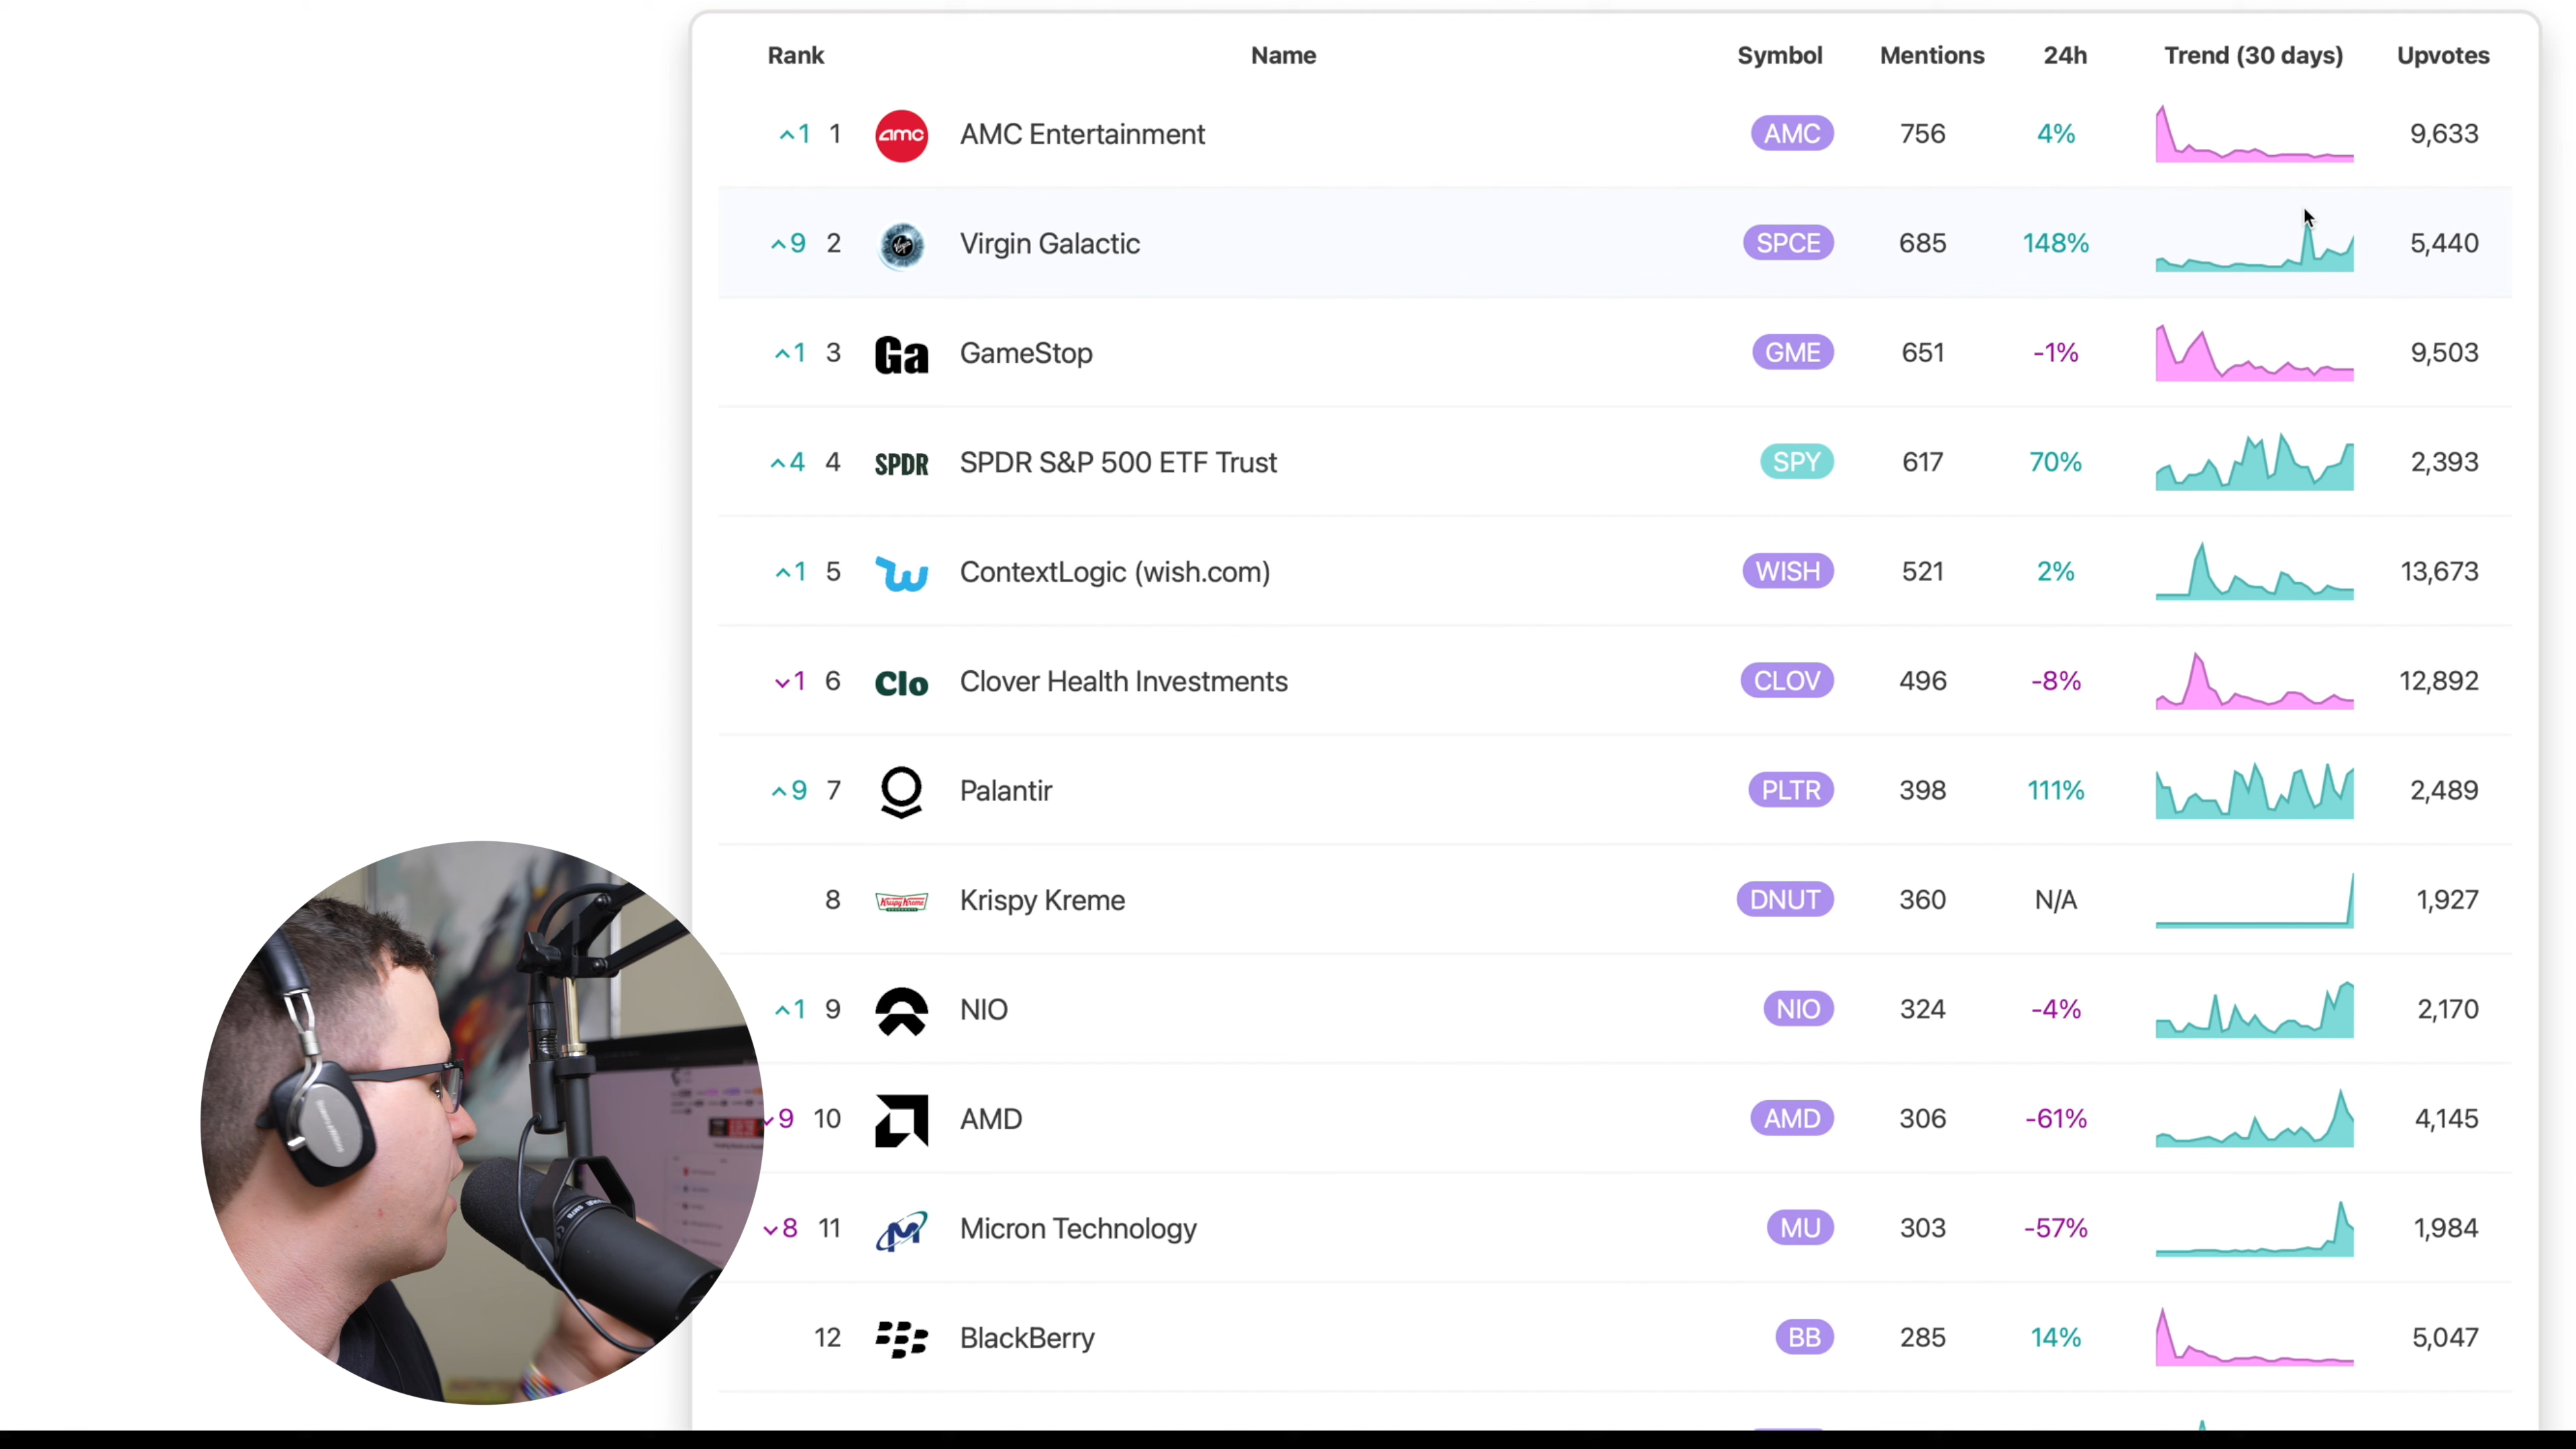 Rank Name Symbol Mentions 24h Trend (30 days) Upvotes
^1 1 amc AMC Entertainment AMC 756 4% 9,633
^9 2 Virgin Virgin Galactic SPCE 685 148% 5,440
^1 3 Ga GameStop GME 651 -1% 9,503
^4 4 SPDR SPDR S&P 500 ETF Trust SPY 617 70% 2,393
^1 5 W ContextLogic (wish.com) WISH 521 2% 13,673
⌄1 6 Clo Clover Health Investments CLOV 496 -8% 12,892
^9 7 Palantir PLTR 398 111% 2,489
8 Krispy Kreme Krispy Kreme DNUT 360 N/A 1,927
^1 9 NIO NIO 324 -4% 2,170
⌄9 10 AMD AMD 306 -61% 4,145
⌄8 11 M Micron Technology MU 303 -57% 1,984
12 BlackBerry BB 285 14% 5,047